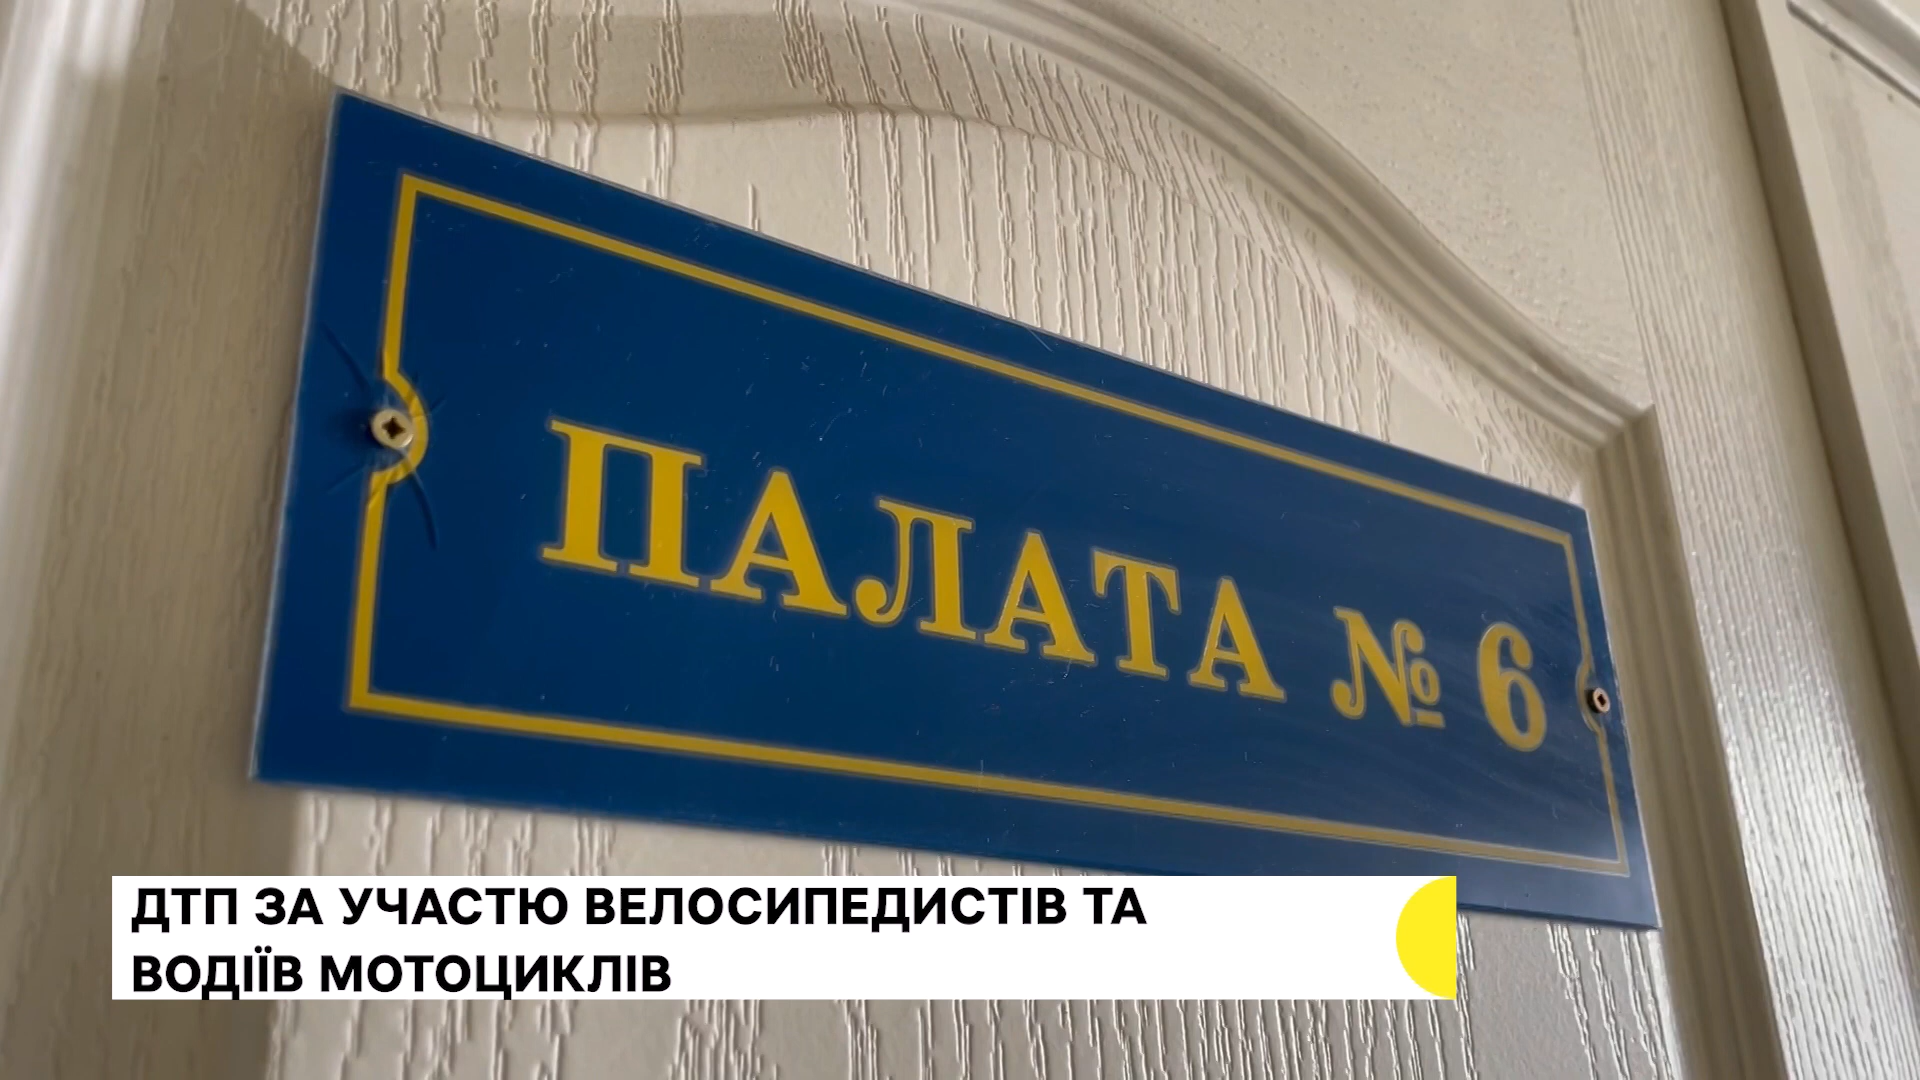 ПАЛАТА № 6
ДТП ЗА УЧАСТЮ ВЕЛОСИПЕДИСТІВ ТА
ВОДІЇВ МОТОЦИКЛІВ